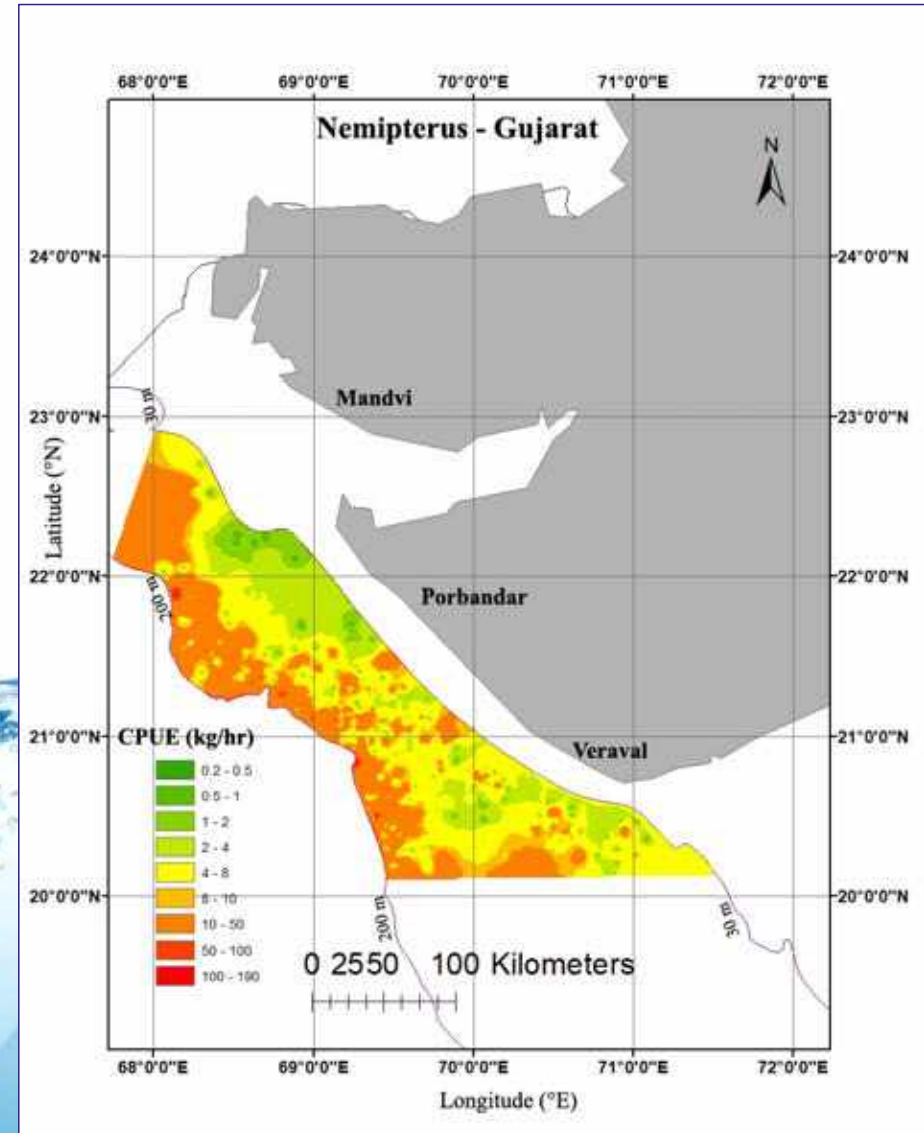 68°0'0"E 69°0'0"E 70°0'0"E 71°0'0"E 72°0'0"E
Nemipterus - Gujarat
N
24°0'0"N 24°0'0"N
Mandvi
30 m
23°0'0"N 23°0'0"N
Latitude (°N)
22°0'0"N 22°0'0"N
200 m
Porbandar
21°0'0"N 21°0'0"N
CPUE (kg/hr)
Veraval
0.2 - 0.5
0.5 - 1
1 - 2
2 - 4
4 - 8
8 - 10
10 - 50
50 - 100
100 - 190
20°0'0"N 20°0'0"N
200 m
30 m
0 2550 100 Kilometers
68°0'0"E 69°0'0"E 70°0'0"E 71°0'0"E 72°0'0"E
Longitude (°E)